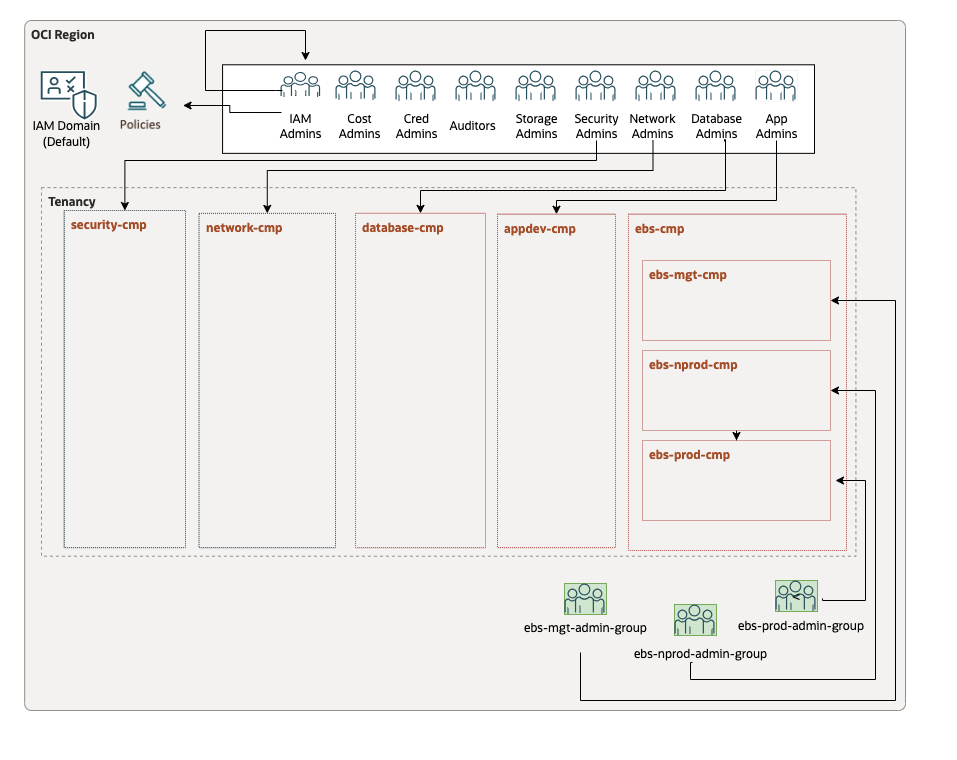 OCI Region
IAM Domain
(Default)
Policies
IAM
Admins
Cost
Admins
Cred
Admins
Auditors
Storage
Admins
Security
Admins
Network
Admins
Database
Admins
App
Admins
Tenancy
security-cmp
network-cmp
database-cmp
appdev-cmp
ebs-cmp
ebs-mgt-cmp
ebs-nprod-cmp
ebs-prod-cmp
ebs-mgt-admin-group
ebs-nprod-admin-group
ebs-prod-admin-group